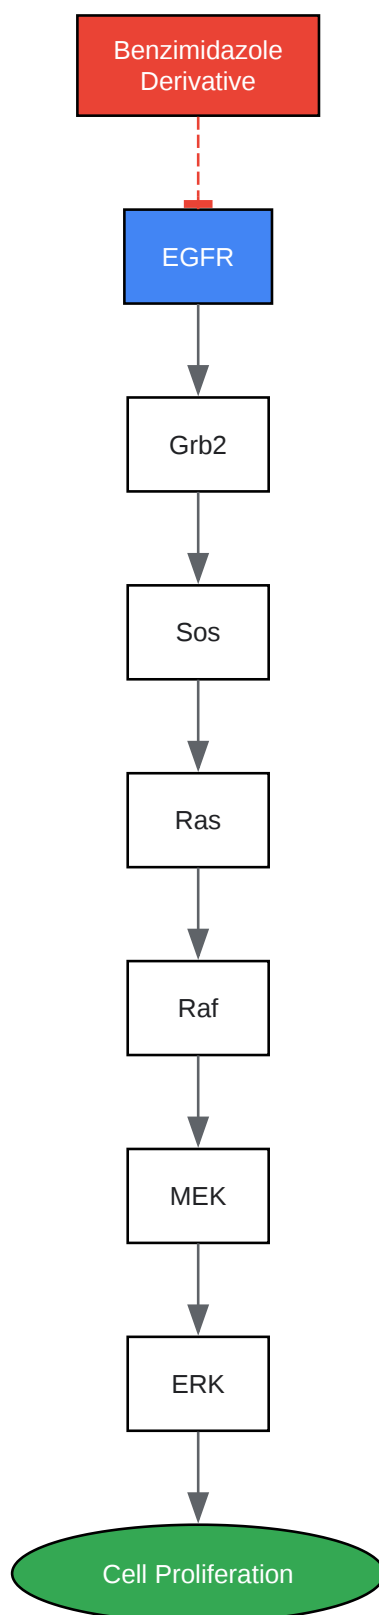 Benzimidazole
Derivative
EGFR
Grb2
Sos
Ras
Raf
MEK
ERK
Cell Proliferation